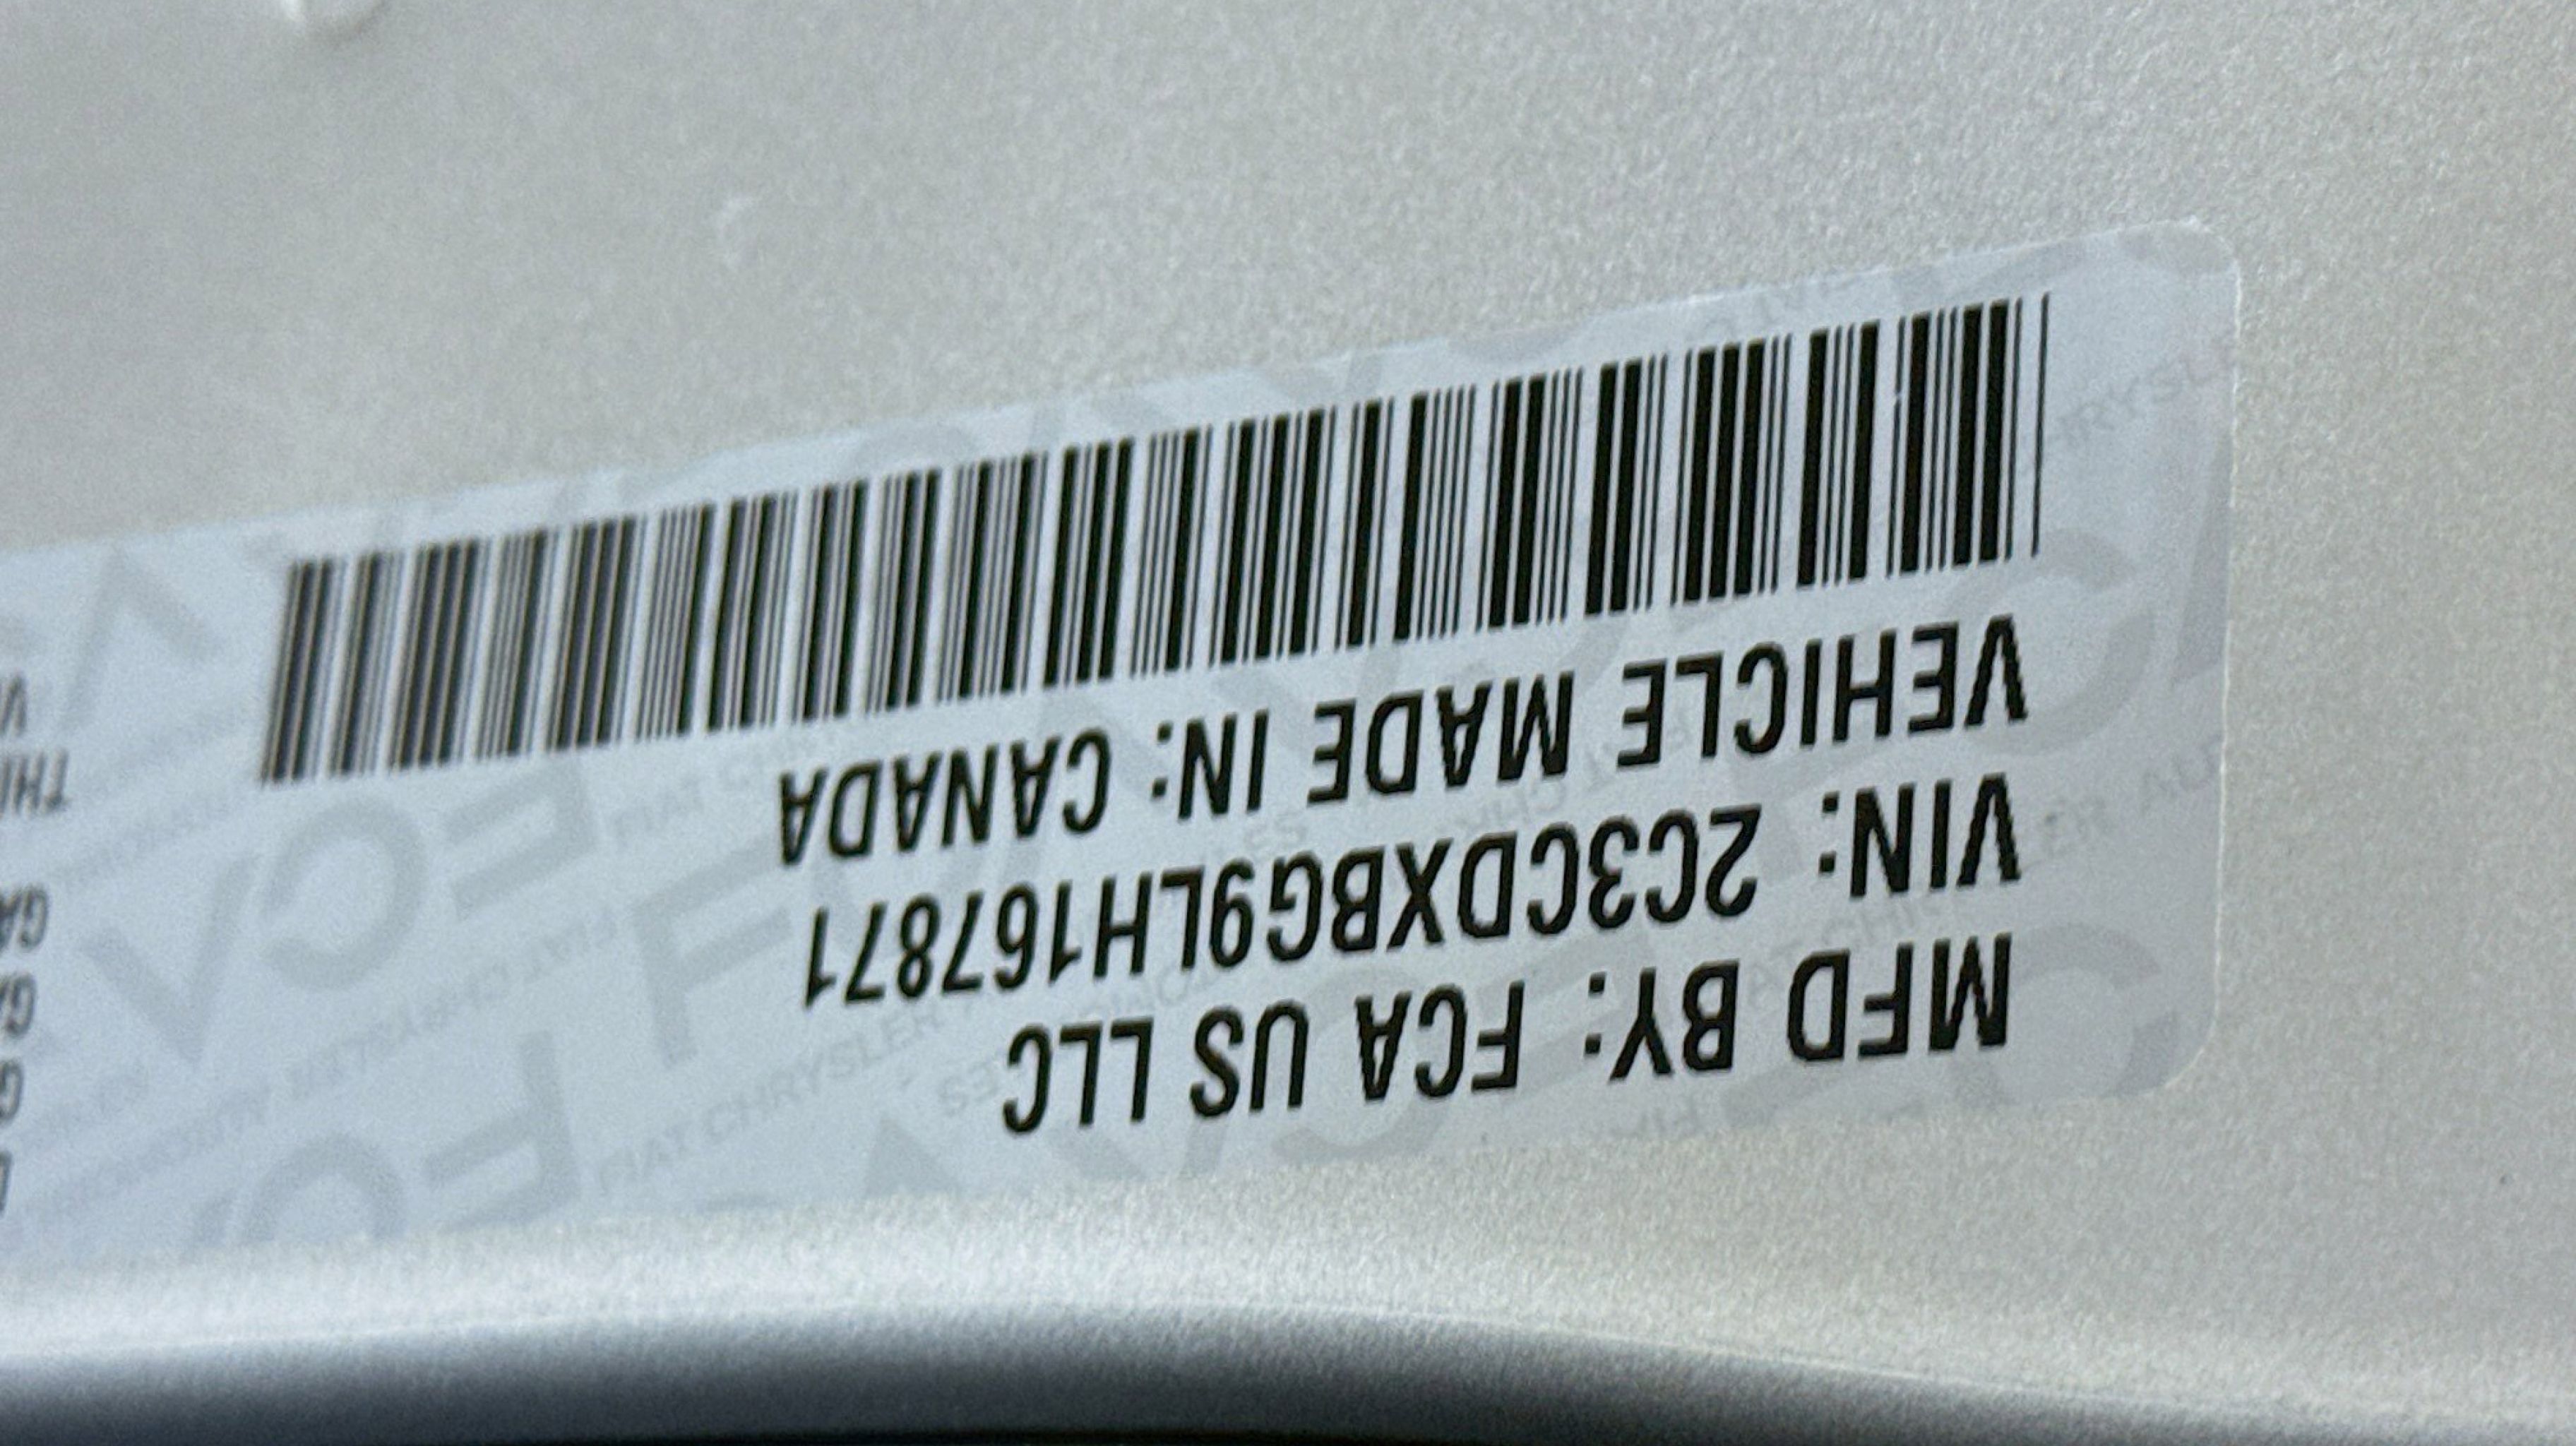 MFD BY: FCA US LLC
VIN: 2C3CDXBG9LH167871
VEHICLE MADE IN: CANADA